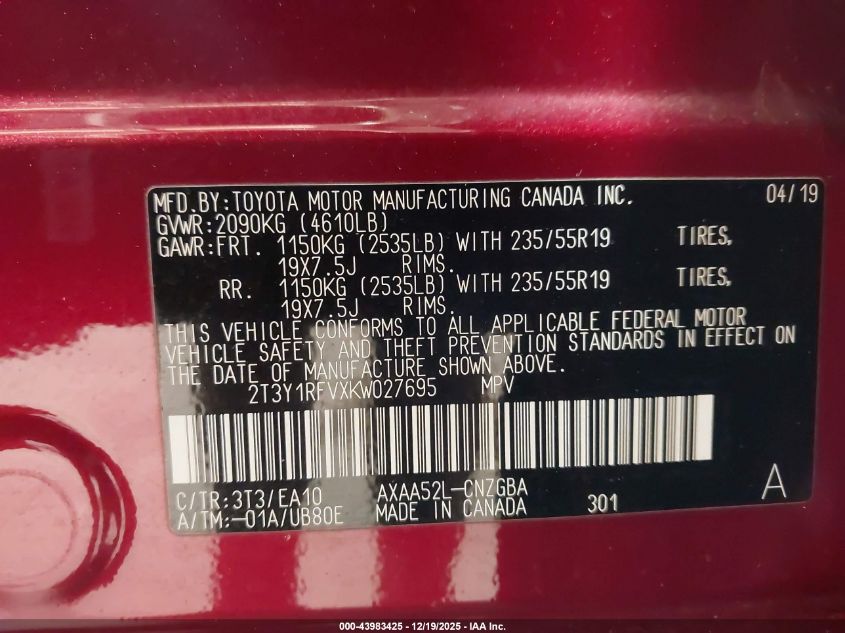 MFD.BY:TOYOTA MOTOR MANUFACTURING CANADA INC. 04/19
GVWR:2090KG (4610LB)
GAWR:FRT. 1150KG (2535LB) WITH 235/55R19 TIRES,
19X7.5J RIMS.
RR. 1150KG (2535LB) WITH 235/55R19 TIRES,
19X7.5J RIMS.
THIS VEHICLE CONFORMS TO ALL APPLICABLE FEDERAL MOTOR
VEHICLE SAFETY AND THEFT PREVENTION STANDARDS IN EFFECT ON
THE DATE OF MANUFACTURE SHOWN ABOVE.
2T3Y1RFVXKW027695 MPV
C/TR:3T3/EA10 AXAA52L-CNZGBA
A/TM:-01A/UB80E MADE IN CANADA 301 A
000-43983425 - 12/19/2025 - IAA Inc.